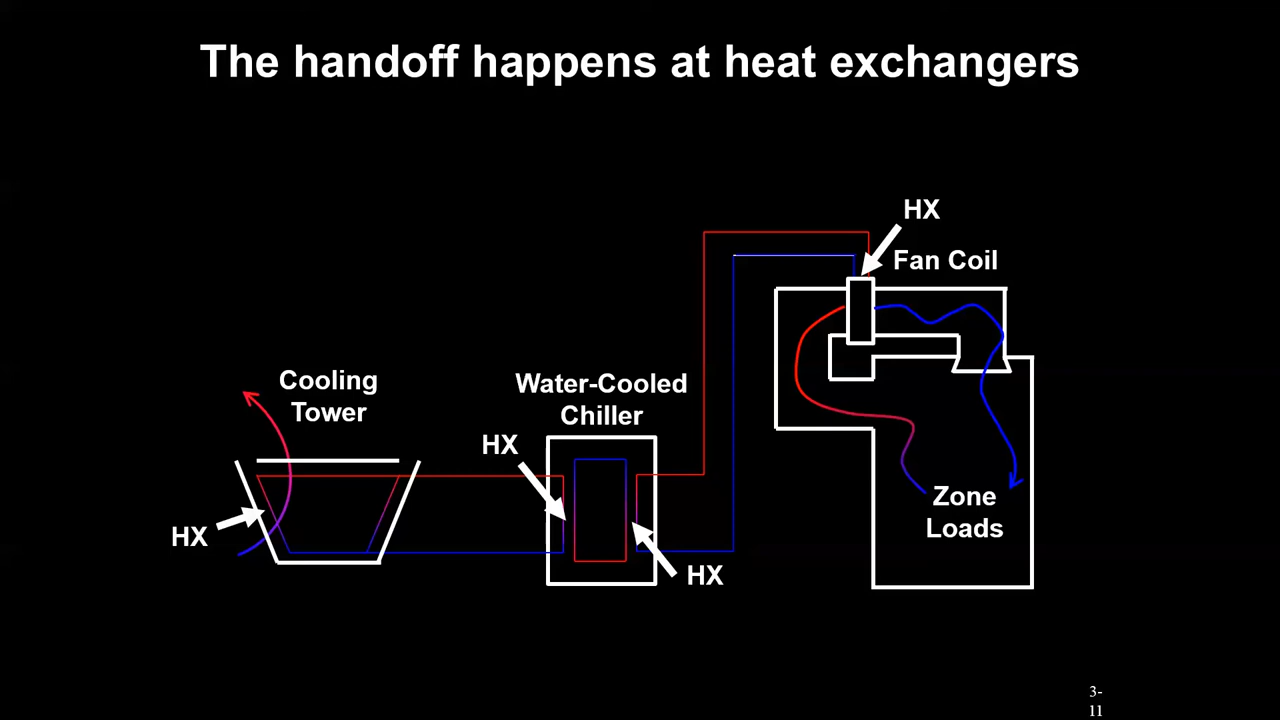 The handoff happens at heat exchangers
HX
Fan Coil
Cooling
Tower
Water-Cooled
Chiller
HX
Zone
Loads
HX
HX
3-
11